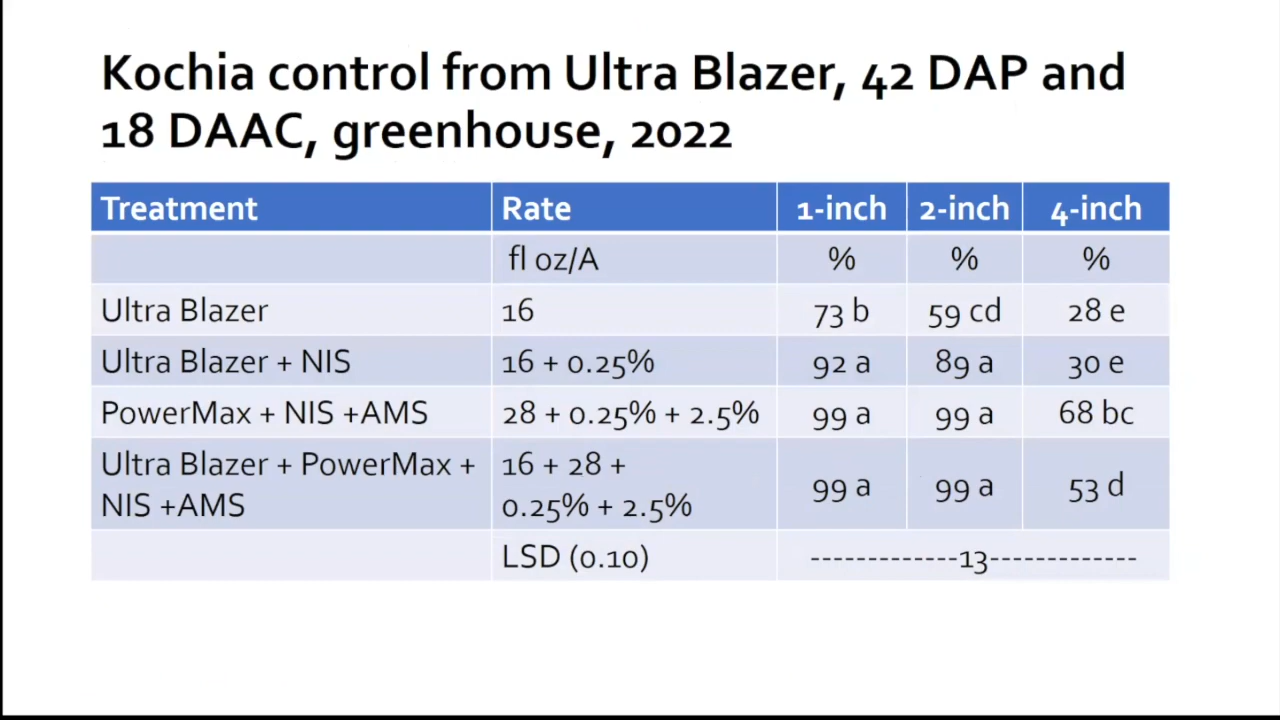 Kochia control from Ultra Blazer, 42 DAP and
18 DAAC, greenhouse, 2022
Treatment Rate 1-inch 2-inch 4-inch
fl oz/A % % %
Ultra Blazer 16 73 b 59 cd 28 e
Ultra Blazer + NIS 16 + 0.25% 92 a 89 a 30 e
PowerMax + NIS +AMS 28 + 0.25% + 2.5% 99 a 99 a 68 bc
Ultra Blazer + PowerMax + 16 + 28 +
NIS +AMS 0.25% + 2.5% 99 a 99 a 53 d
LSD (0.10) -------------13-------------